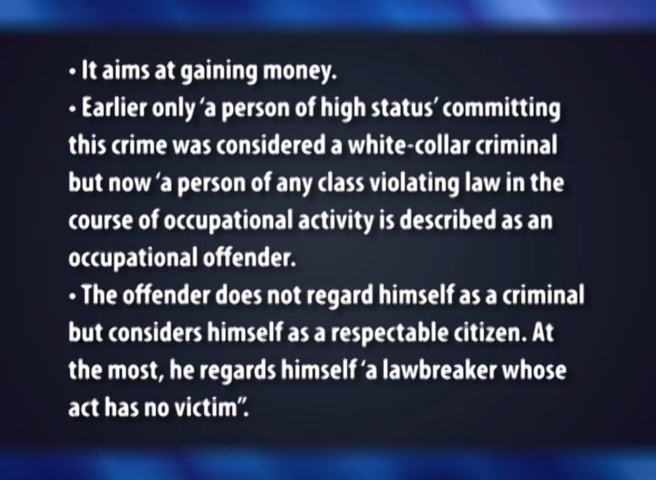 • It aims at gaining money.
• Earlier only ‘a person of high status’ committing
this crime was considered a white-collar criminal
but now ‘a person of any class violating law in the
course of occupational activity is described as an
occupational offender.
• The offender does not regard himself as a criminal
but considers himself as a respectable citizen. At
the most, he regards himself ‘a lawbreaker whose
act has no victim”.